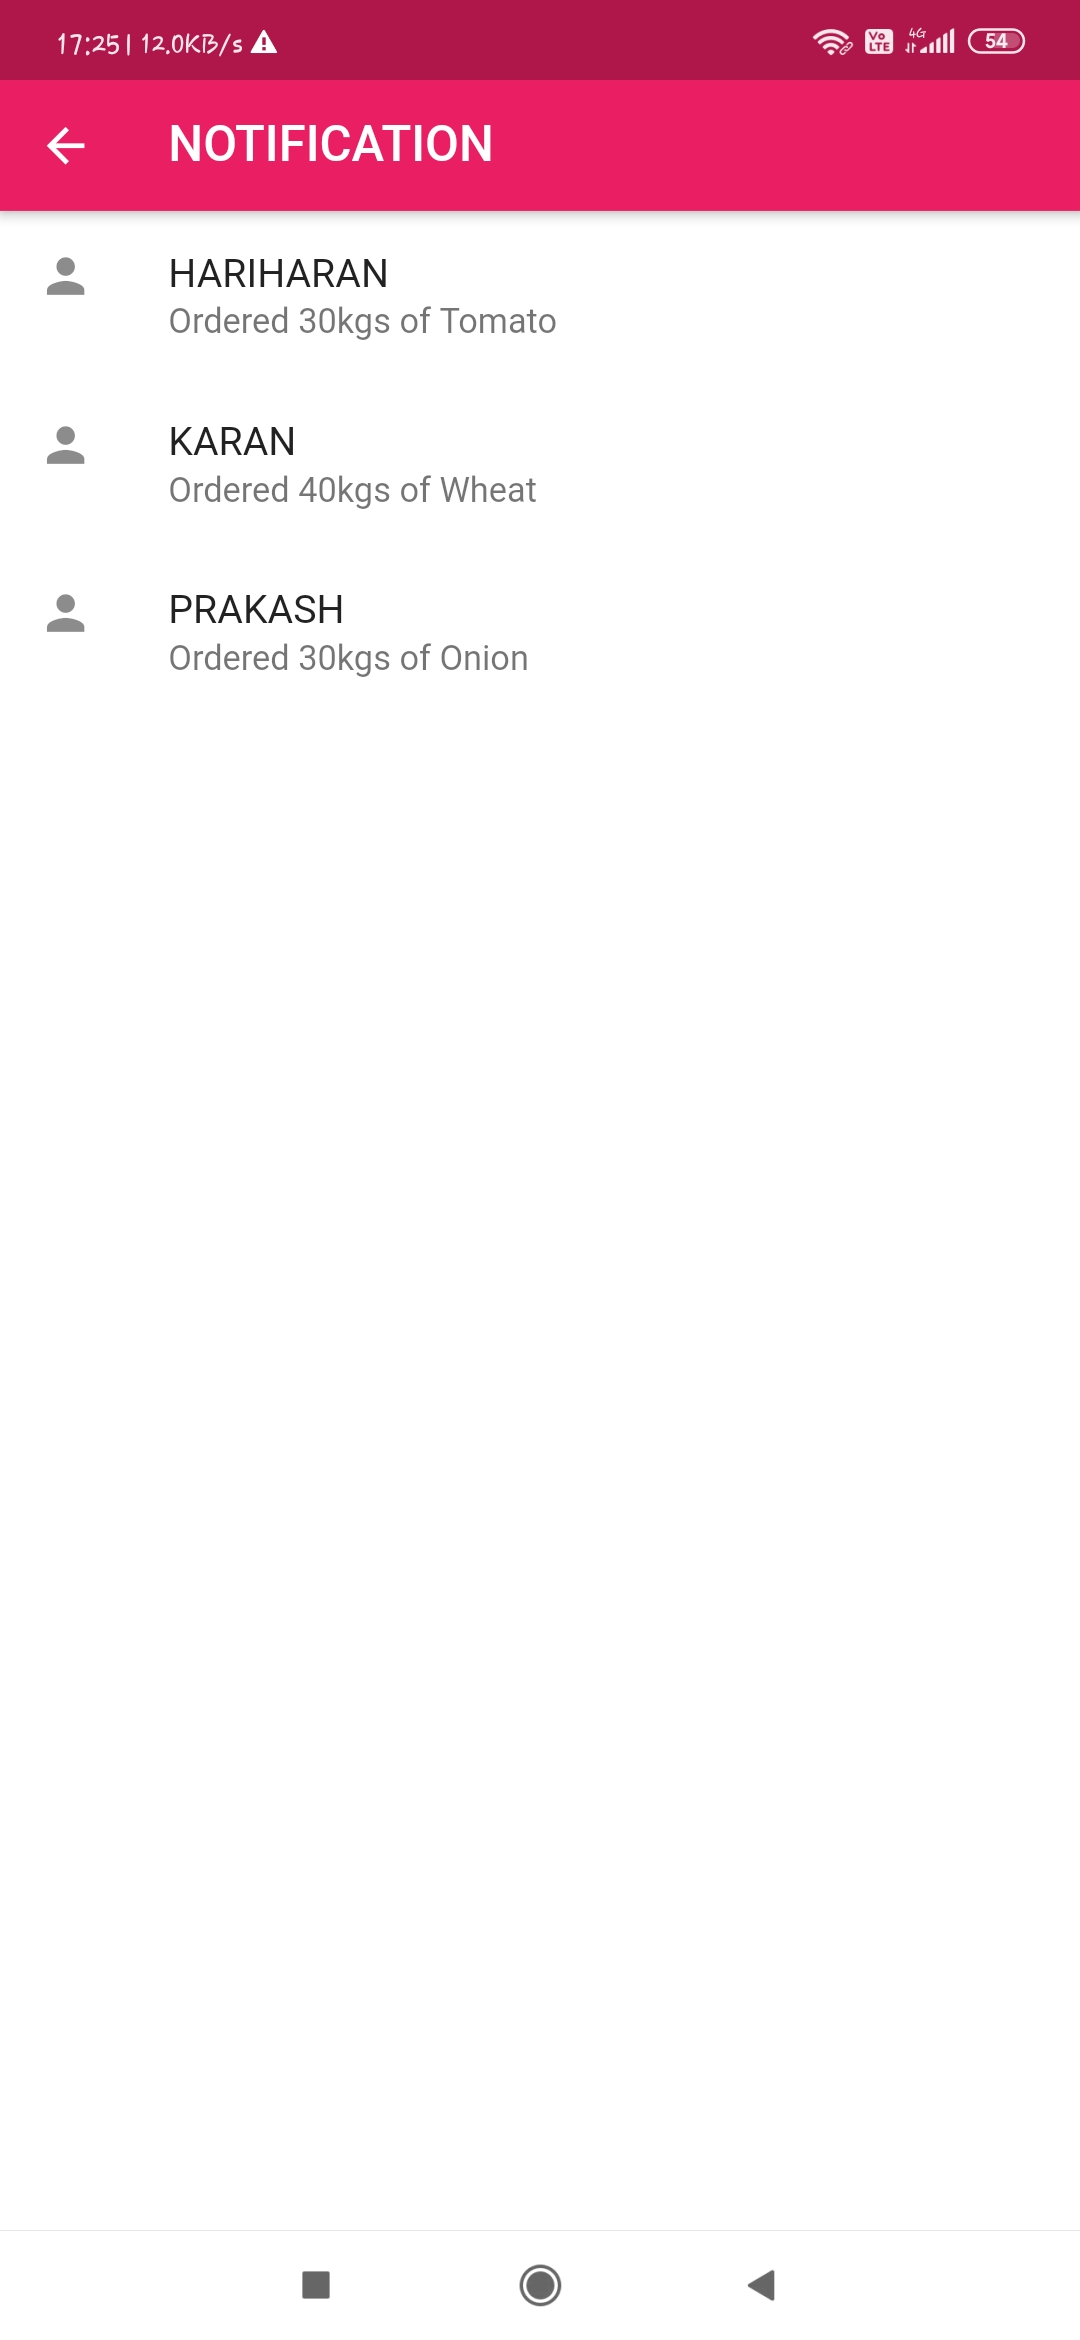 17:25 | 12.0KB/s
Vo LTE 4G 54
NOTIFICATION
HARIHARAN
Ordered 30kgs of Tomato
KARAN
Ordered 40kgs of Wheat
PRAKASH
Ordered 30kgs of Onion